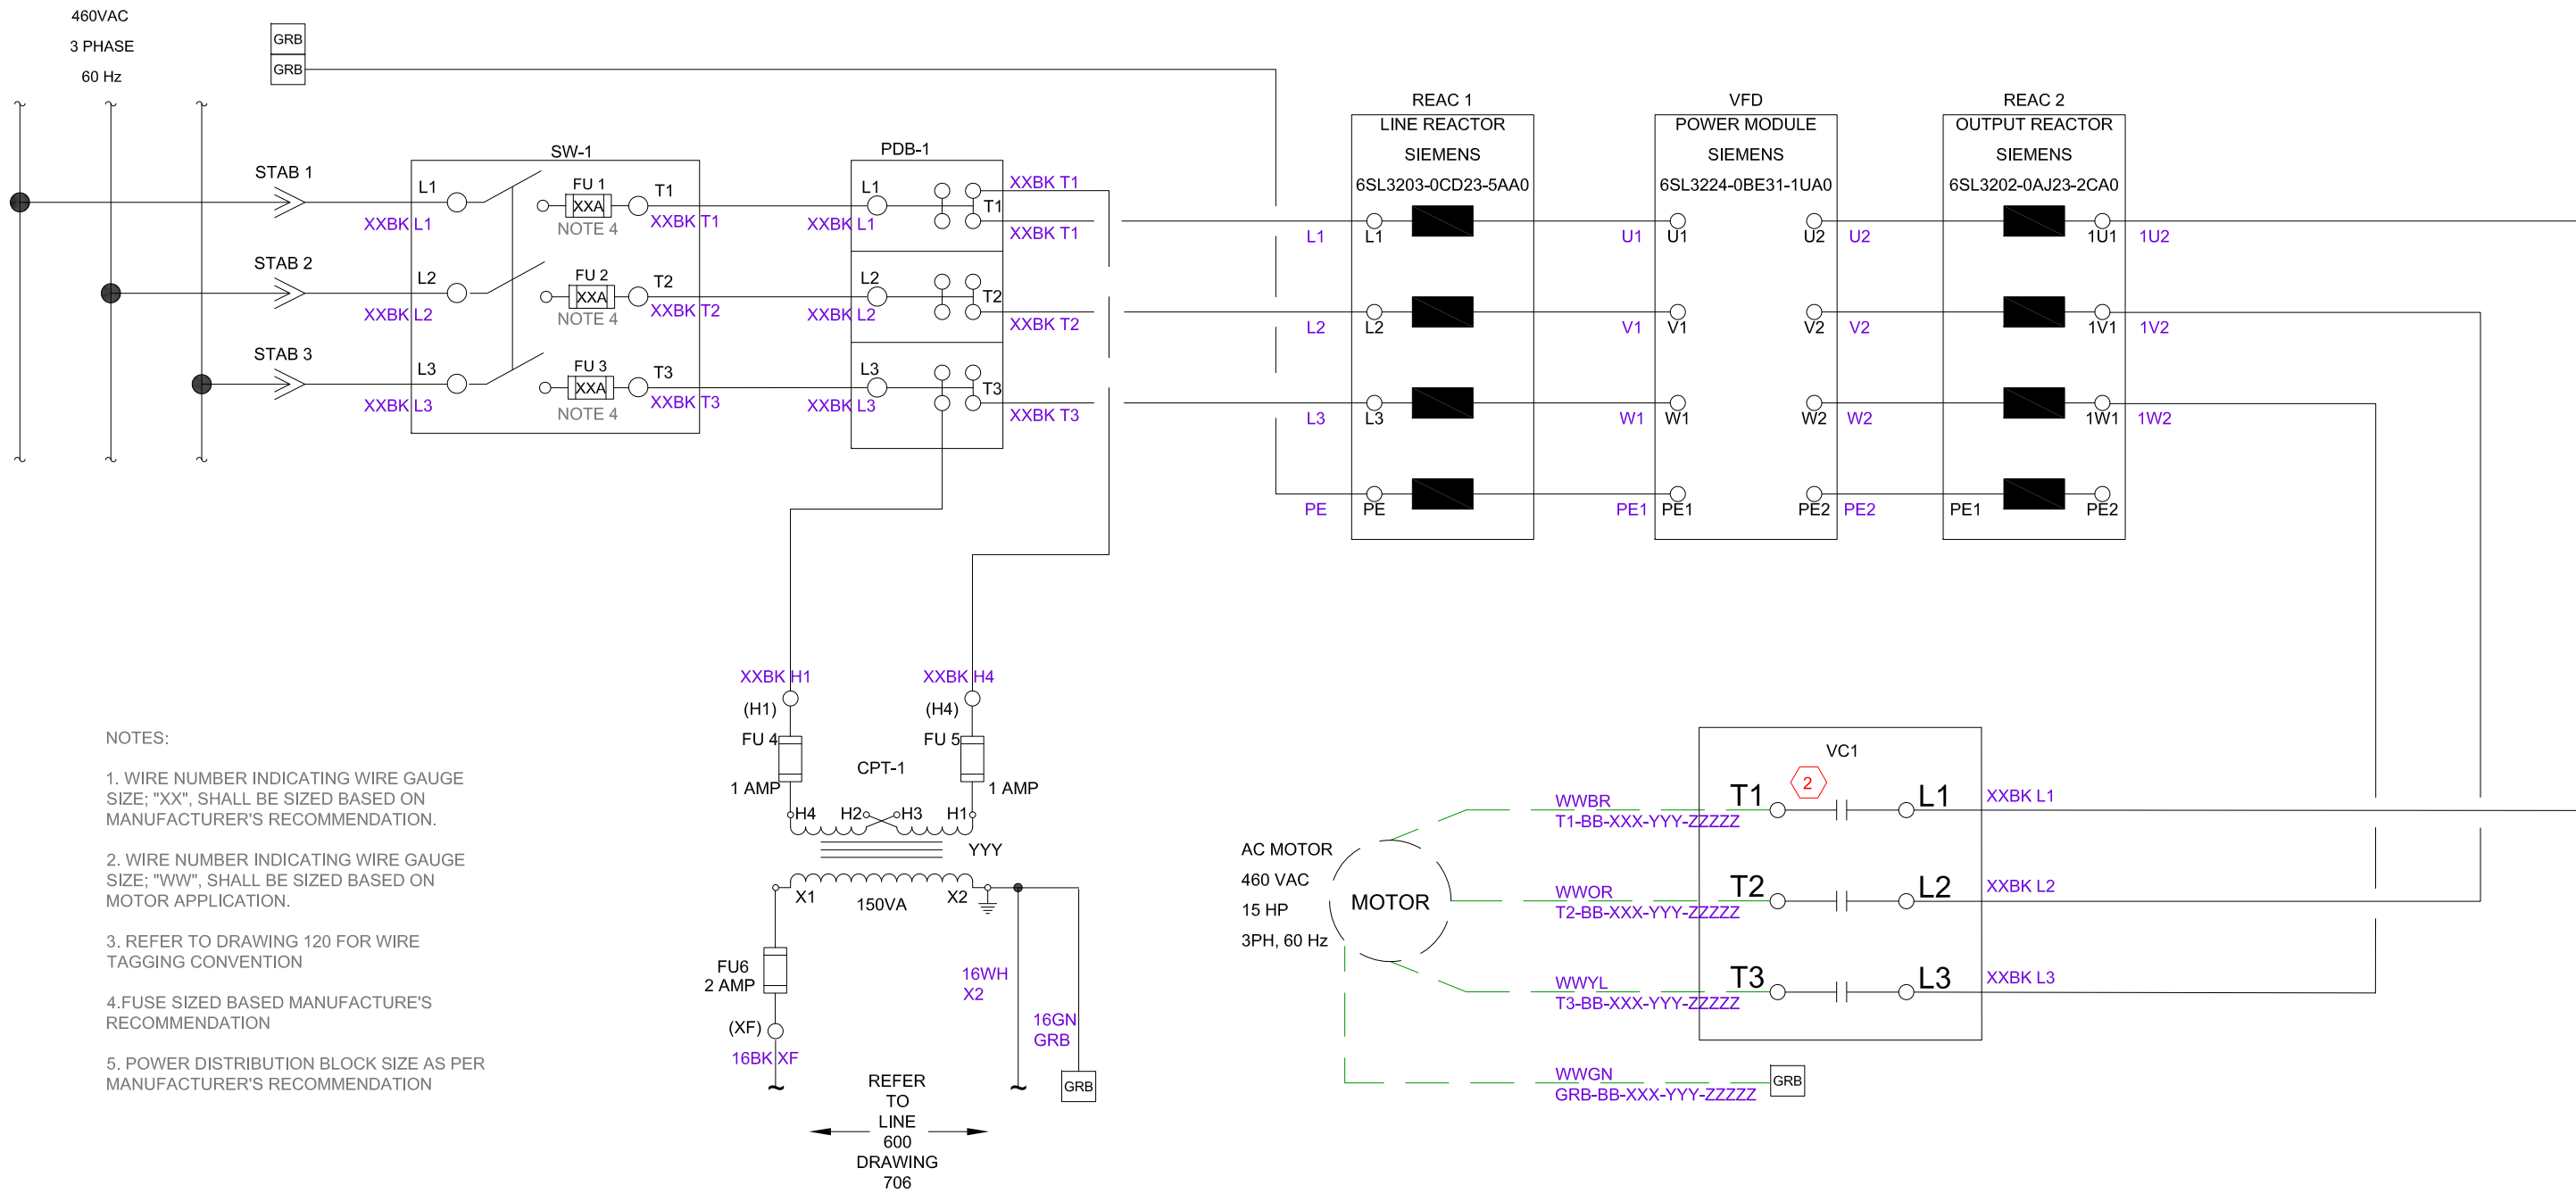 460VAC
3 PHASE
60 Hz
GRB
GRB
STAB 1
STAB 2
STAB 3
SW-1
L1
XXBK L1
FU 1
XXA
NOTE 4
T1
XXBK T1
L2
XXBK L2
FU 2
XXA
NOTE 4
T2
XXBK T2
L3
XXBK L3
FU 3
XXA
NOTE 4
T3
XXBK T3
PDB-1
L1
XXBK L1
T1
XXBK T1
XXBK T1
L2
XXBK L2
T2
XXBK T2
L3
XXBK L3
T3
XXBK T3
REAC 1
LINE REACTOR
SIEMENS
6SL3203-0CD23-5AA0
L1
L1
L2
L2
L3
L3
PE
PE
VFD
POWER MODULE
SIEMENS
6SL3224-0BE31-1UA0
U1
U1
U2
U2
V1
V1
V2
V2
W1
W1
W2
W2
PE1
PE1
PE2
PE2
REAC 2
OUTPUT REACTOR
SIEMENS
6SL3202-0AJ23-2CA0
1U1
1U2
1V1
1V2
1W1
1W2
PE1
PE2
XXBK H1
(H1)
FU 4
1 AMP
XXBK H4
(H4)
FU 5
1 AMP
CPT-1
H4
H2
H3
H1
YYY
X1
150VA
X2
FU6
2 AMP
(XF)
16BK XF
16WH
X2
16GN
GRB
GRB
REFER
TO
LINE
600
DRAWING
706
NOTES:
1. WIRE NUMBER INDICATING WIRE GAUGE
SIZE; "XX", SHALL BE SIZED BASED ON
MANUFACTURER'S RECOMMENDATION.
2. WIRE NUMBER INDICATING WIRE GAUGE
SIZE; "WW", SHALL BE SIZED BASED ON
MOTOR APPLICATION.
3. REFER TO DRAWING 120 FOR WIRE
TAGGING CONVENTION
4.FUSE SIZED BASED MANUFACTURE'S
RECOMMENDATION
5. POWER DISTRIBUTION BLOCK SIZE AS PER
MANUFACTURER'S RECOMMENDATION
AC MOTOR
460 VAC
15 HP
3PH, 60 Hz
MOTOR
WWBR
T1-BB-XXX-YYY-ZZZZZ
WWOR
T2-BB-XXX-YYY-ZZZZZ
WWYL
T3-BB-XXX-YYY-ZZZZZ
WWGN
GRB-BB-XXX-YYY-ZZZZZ
GRB
VC1
2
T1
L1
XXBK L1
T2
L2
XXBK L2
T3
L3
XXBK L3